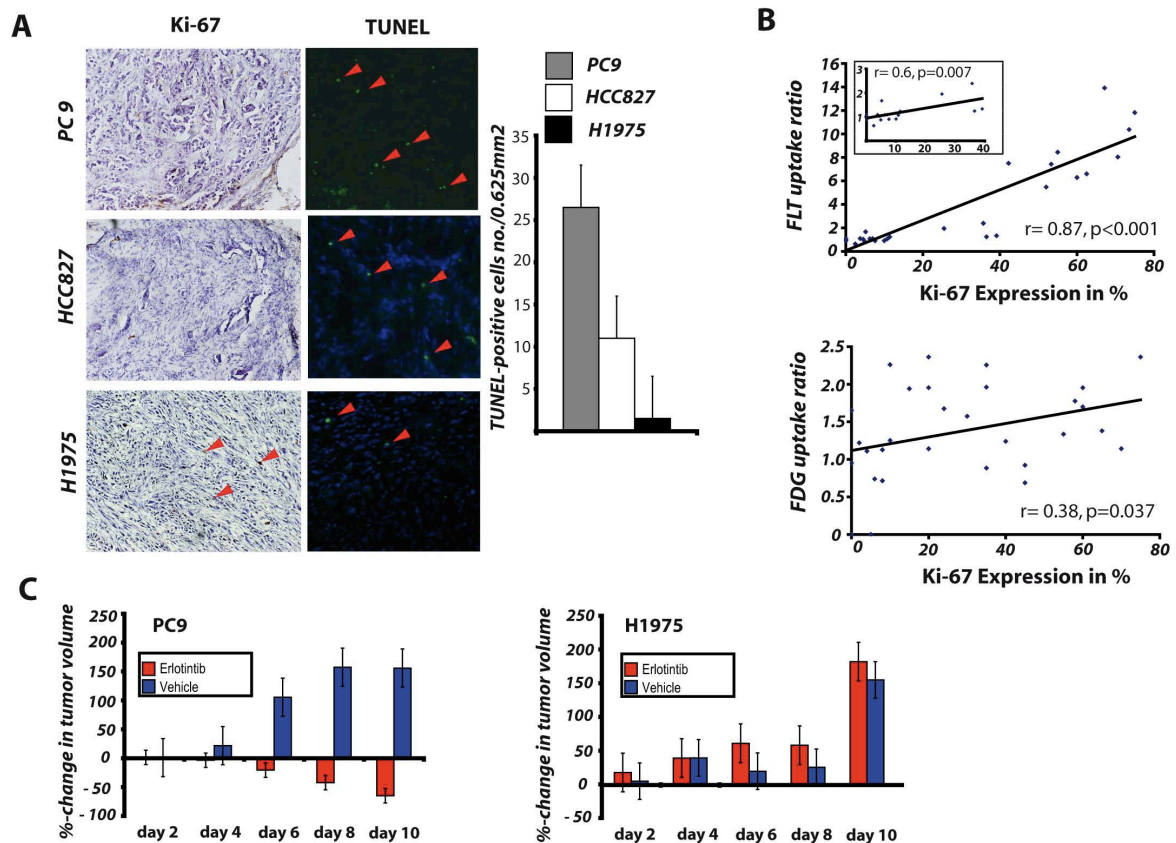 A
Ki-67
TUNEL
PC 9
HCC827
H1975
PC9
HCC827
H1975
TUNEL-positive cells no./0.625mm2
35
30
25
20
15
10
5
B
FLT uptake ratio
16
14
12
10
8
6
4
2
0
3
2
1
r= 0.6, p=0.007
10
20
30
40
r= 0.87, p<0.001
0
20
40
60
80
Ki-67 Expression in %
FDG uptake ratio
2.5
2.0
1.5
1.0
0.5
0
r= 0.38, p=0.037
0
20
40
60
80
Ki-67 Expression in %
C
%-change in tumor volume
250
200
150
100
50
0
- 50
- 100
PC9
Erlotintib
Vehicle
day 2
day 4
day 6
day 8
day 10
%-change in tumor volume
250
200
150
100
50
0
- 50
H1975
Erlotintib
Vehicle
day 2
day 4
day 6
day 8
day 10